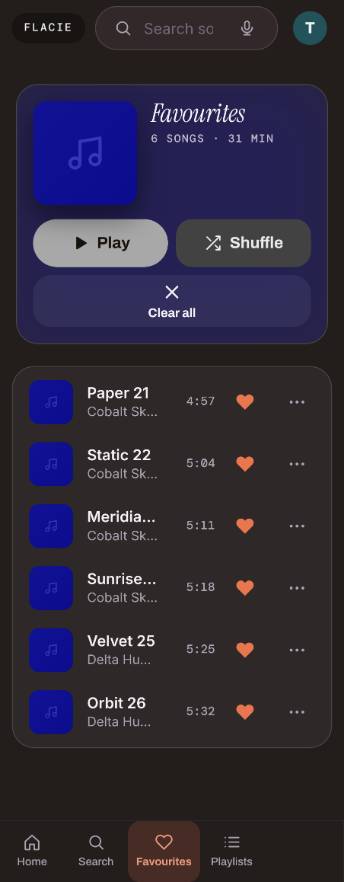 FLACIE
Search so
T
Favourites
6 SONGS · 31 MIN
Play
Shuffle
Clear all
Paper 21
Cobalt Sk...
4:57
Static 22
Cobalt Sk...
5:04
Meridia...
Cobalt Sk...
5:11
Sunrise...
Cobalt Sk...
5:18
Velvet 25
Delta Hu...
5:25
Orbit 26
Delta Hu...
5:32
Home
Search
Favourites
Playlists